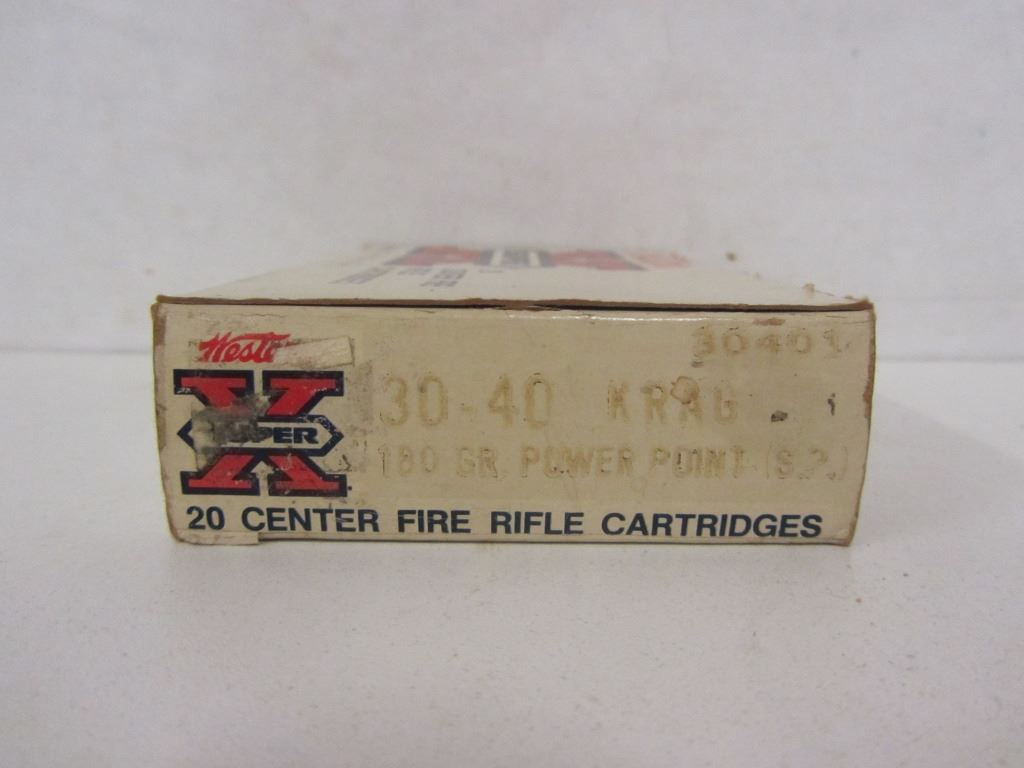 Weste
30401
30-40 KRAG
SUPER X
180 GR. POWER POINT (S.P.)
20 CENTER FIRE RIFLE CARTRIDGES